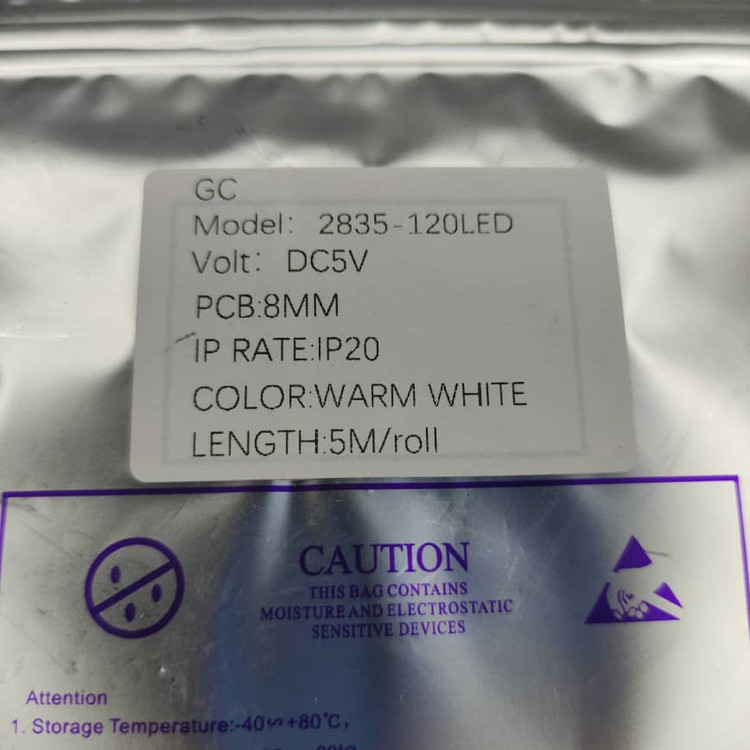 GC
Model: 2835-120LED
Volt: DC5V
PCB:8MM
IP RATE:IP20
COLOR:WARM WHITE
LENGTH:5M/roll
CAUTION
THIS BAG CONTAINS
MOISTURE AND ELECTROSTATIC
SENSITIVE DEVICES
Attention
1. Storage Temperature:-40∽+80℃,